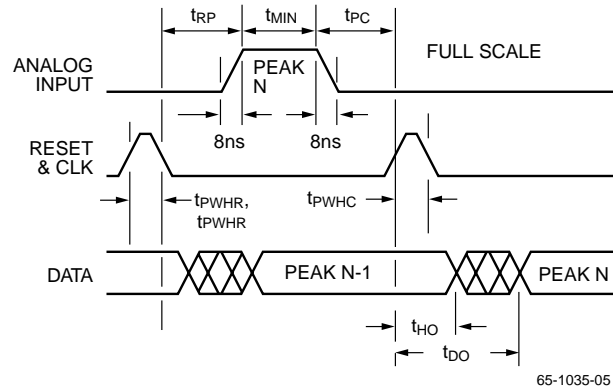 tRP tMIN tPC
ANALOG
INPUT
PEAK
N
FULL SCALE
8ns 8ns
RESET
& CLK
tPWHR,
tPWHR
tPWHC
DATA
PEAK N-1
PEAK N
tHO
tDO
65-1035-05